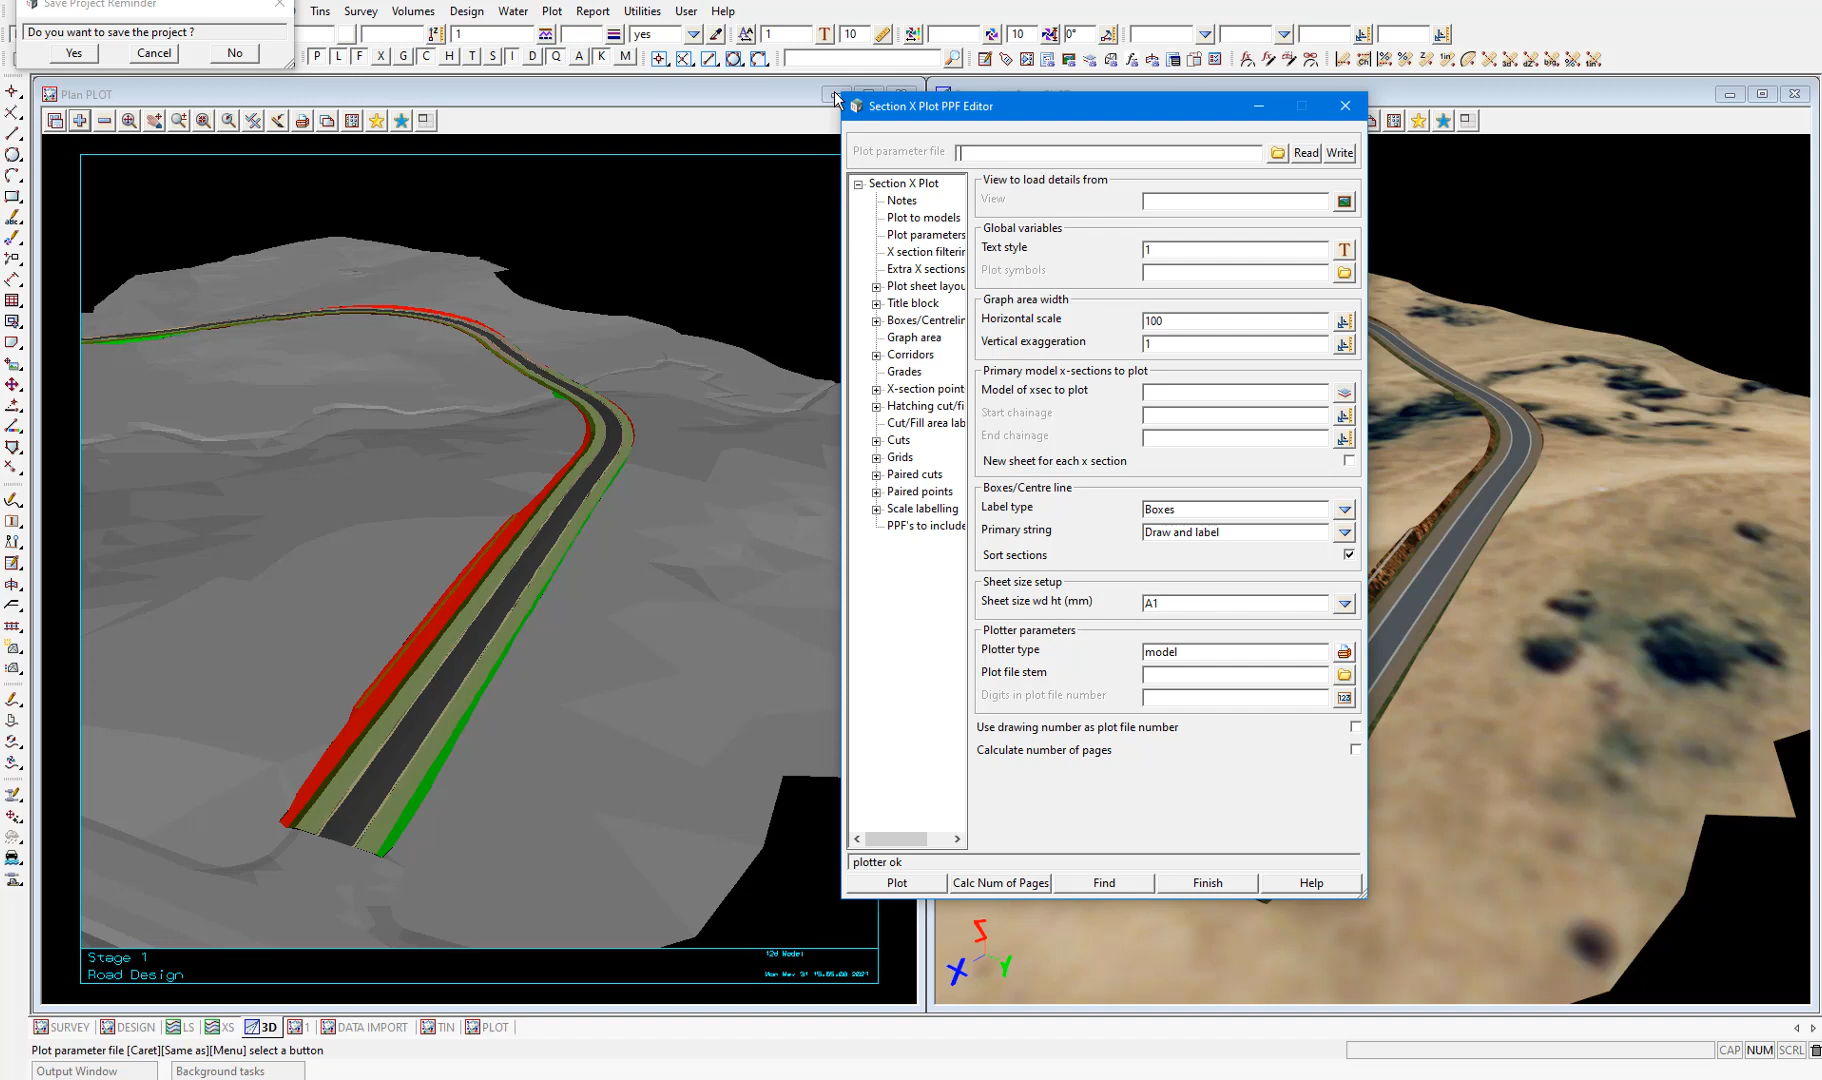 Save Project Reminder
Do you want to save the project ?
Yes
Cancel
No
Tins
Survey
Volumes
Design
Water
Plot
Report
Utilities
User
Help
1
yes
1
10
10
0°
P
L
F
X
G
C
H
S
I
D
Q
A
K
M
Plan PLOT
Section X Plot PPF Editor
Plot parameter file
Read
Write
Section X Plot
Notes
Plot to models
Plot parameters
X section filterin
Extra X sections
Plot sheet layou
Title block
Boxes/Centrelin
Graph area
Corridors
Grades
X-section point
Hatching cut/fi
Cut/Fill area lab
Cuts
Grids
Paired cuts
Paired points
Scale labelling
PPF's to include
View to load details from
View
Global variables
Text style
1
Plot symbols
Graph area width
Horizontal scale
100
Vertical exaggeration
1
Primary model x-sections to plot
Model of xsec to plot
Start chainage
End chainage
New sheet for each x section
Boxes/Centre line
Label type
Boxes
Primary string
Draw and label
Sort sections
Sheet size setup
Sheet size wd ht (mm)
A1
Plotter parameters
Plotter type
model
Plot file stem
Digits in plot file number
Use drawing number as plot file number
Calculate number of pages
plotter ok
Plot
Calc Num of Pages
Find
Finish
Help
Stage 1
Road Design
12d Model
Z
X
Y
SURVEY
DESIGN
LS
XS
3D
1
DATA IMPORT
TIN
PLOT
Plot parameter file [Caret][Same as][Menu] select a button
CAP
NUM
SCRL
Output Window
Background tasks